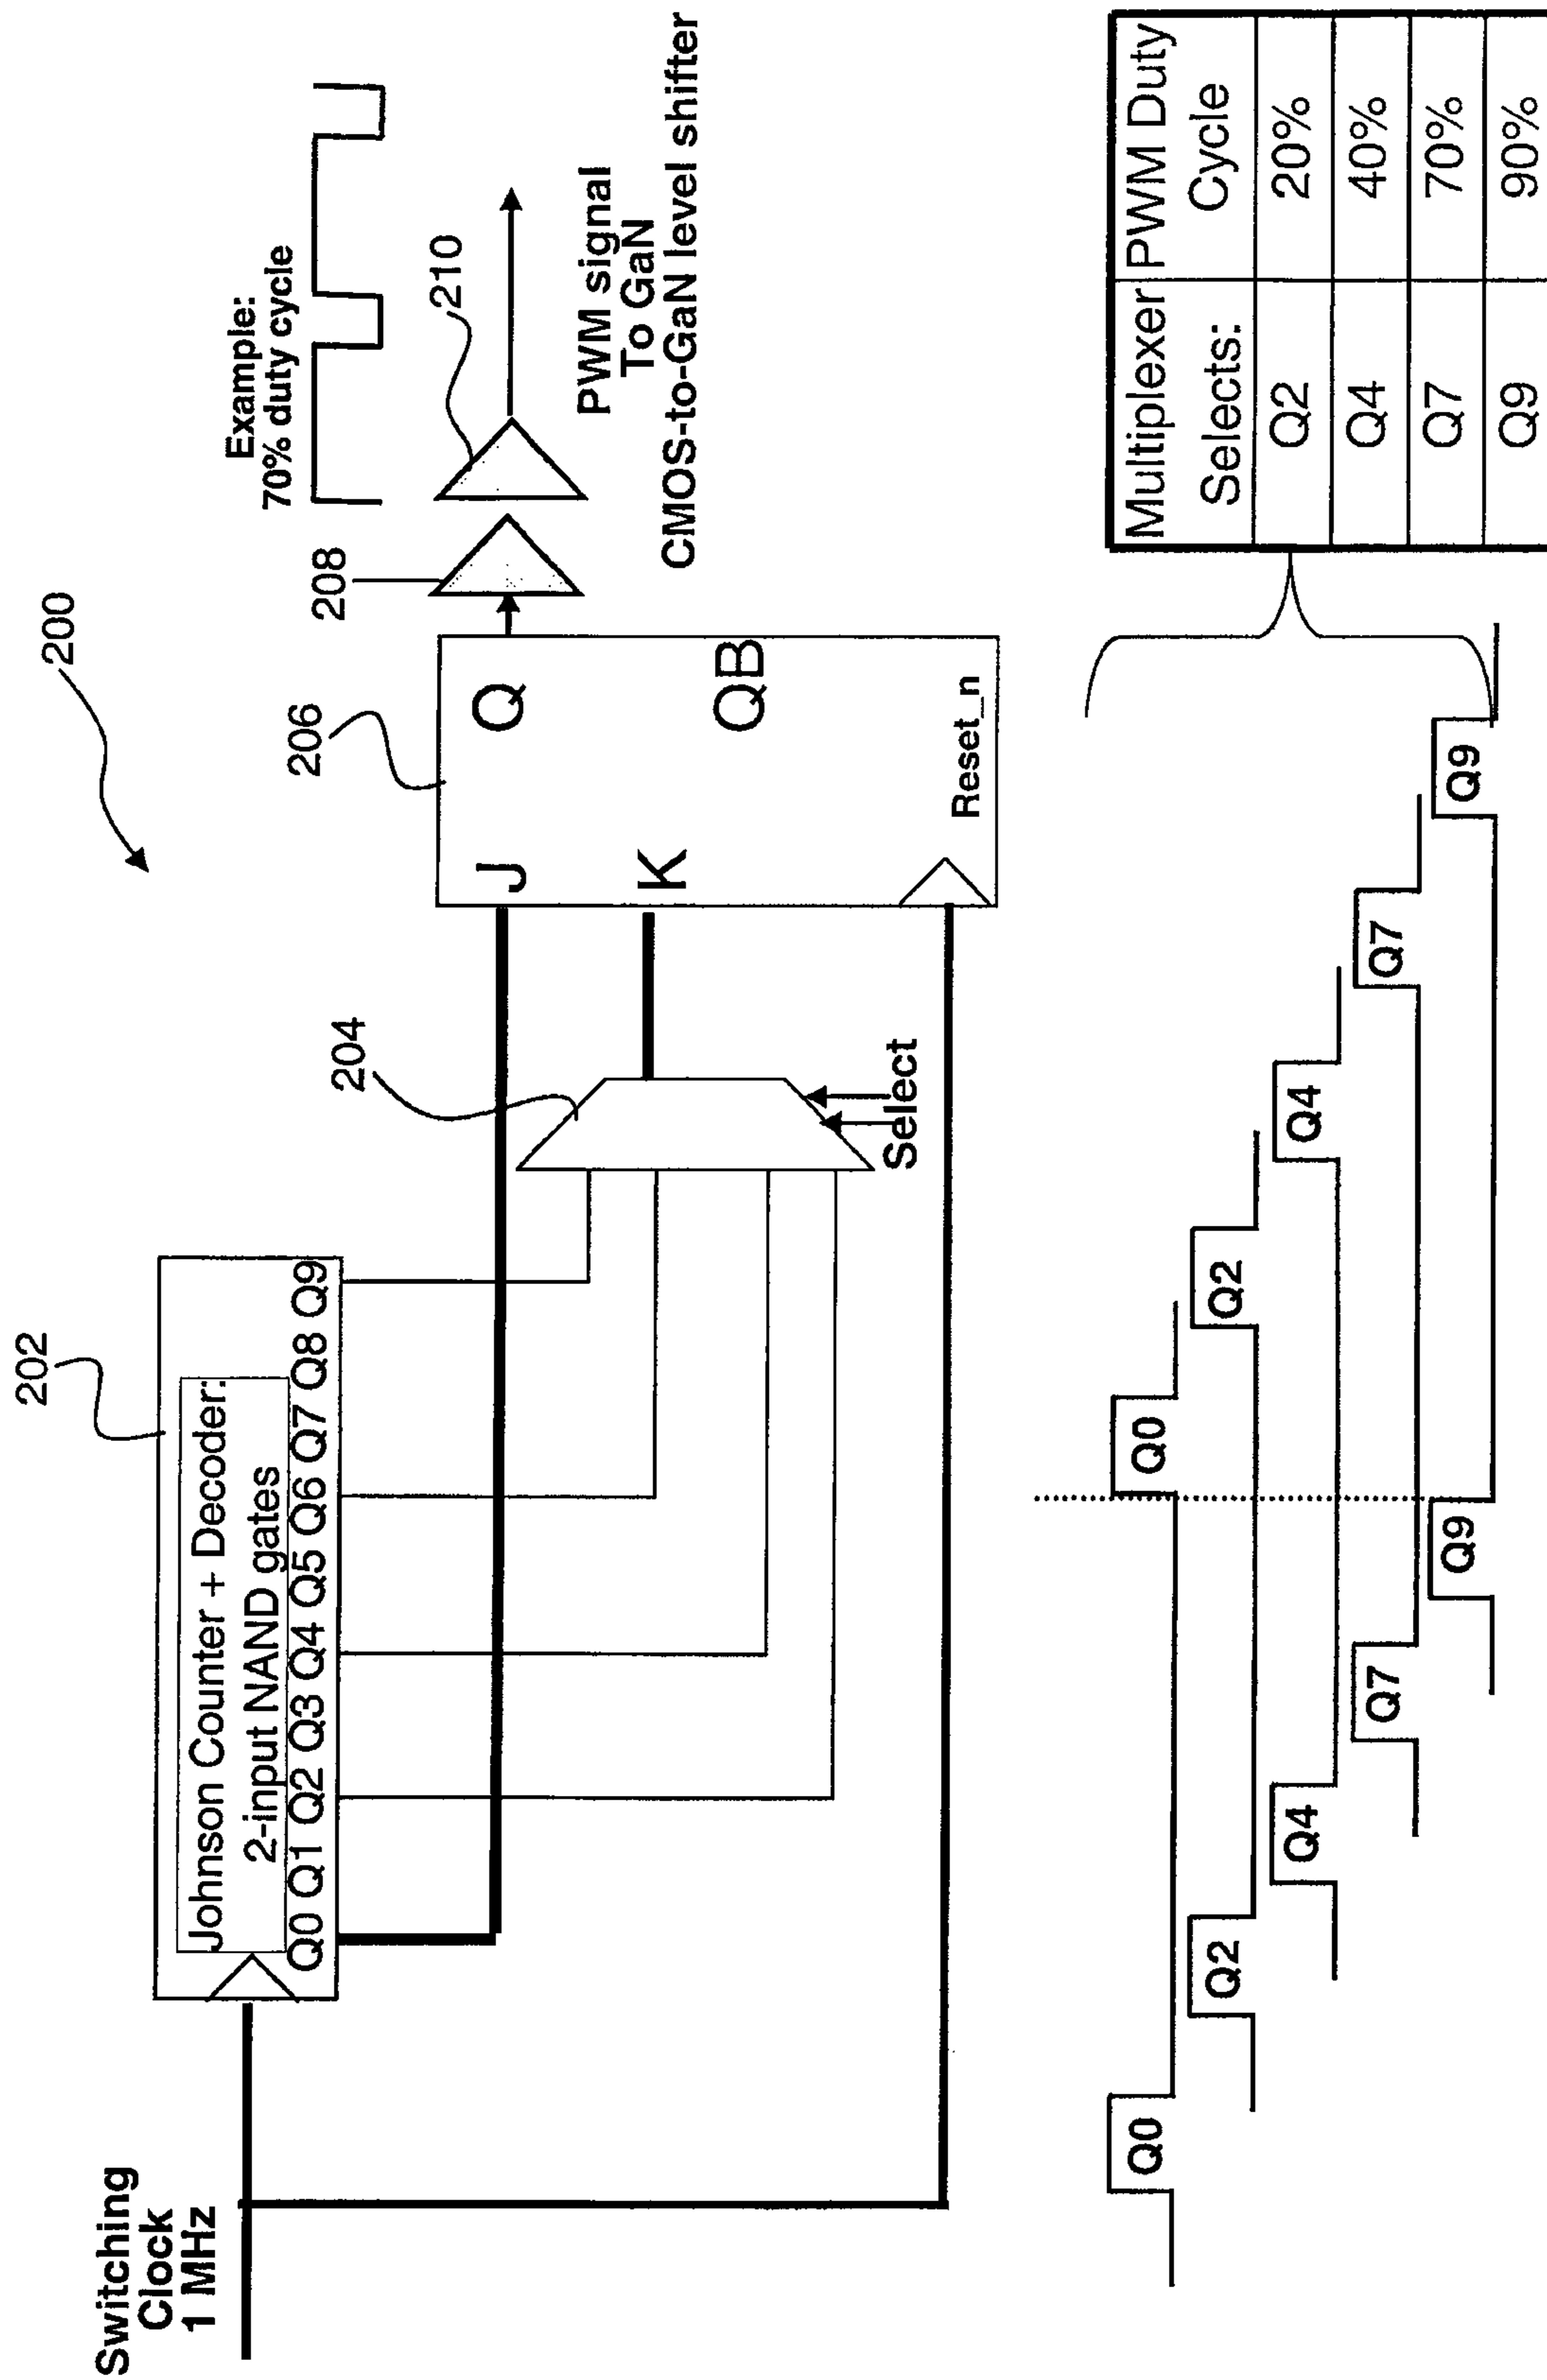 200
Switching
Clock
1 MHz
202
Johnson Counter + Decoder:
2-input NAND gates
Q0 Q1 Q2 Q3 Q4 Q5 Q6 Q7 Q8 Q9
204
Select
206
J Q
K
QB
Reset_n
208
Example:
70% duty cycle
210
PWM signal
To GaN
CMOS-to-GaN level shifter
Q0 Q0
Q2 Q2
Q4 Q4
Q7 Q7
Q9 Q9
Multiplexer PWM Duty
Selects: Cycle
Q2 20%
Q4 40%
Q7 70%
Q9 90%